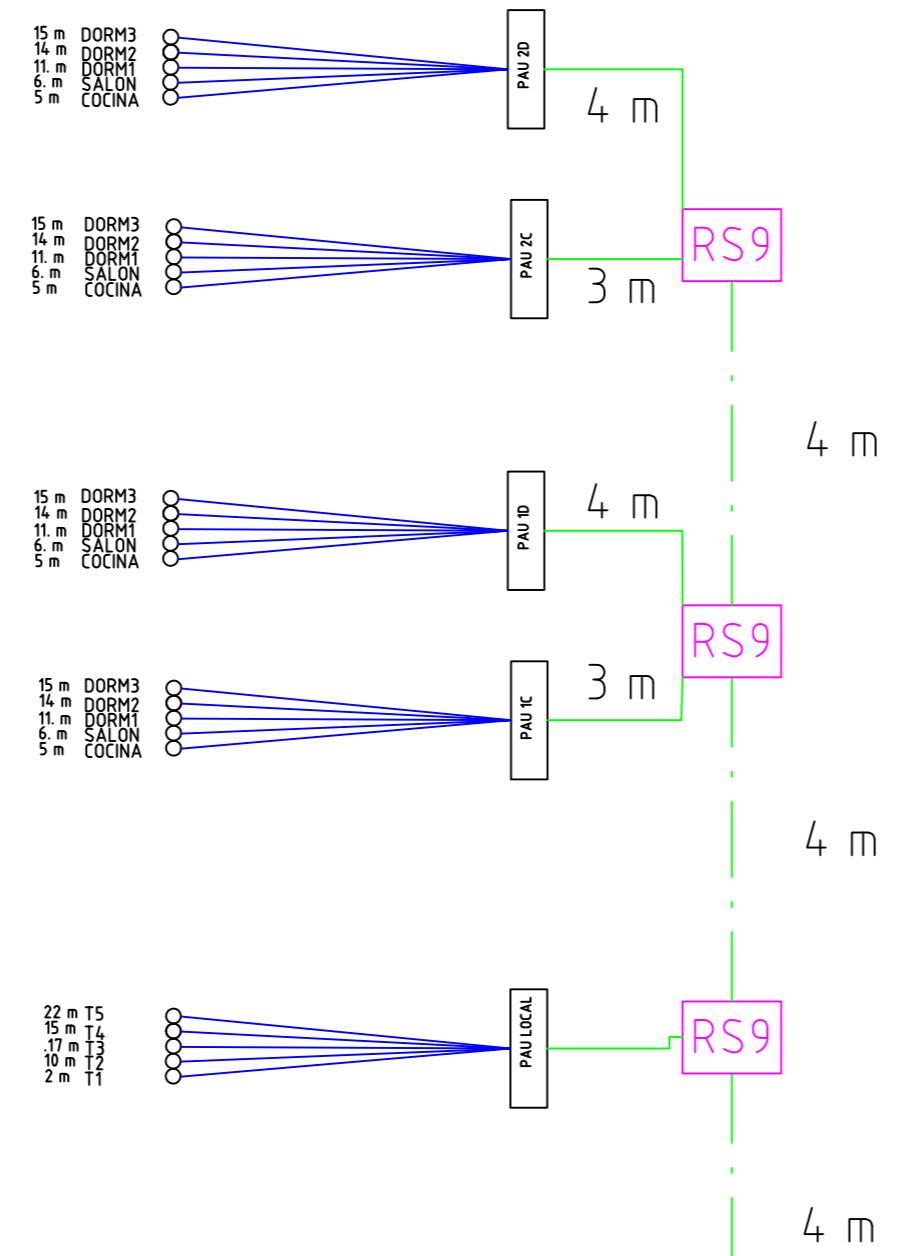 15 m DORM3
14 m DORM2
11. m DORM1
6. m SALON
5 m COCINA
PAU 2D
4 m
15 m DORM3
14 m DORM2
11. m DORM1
6. m SALON
5 m COCINA
PAU 2C
3 m
RS9
4 m
15 m DORM3
14 m DORM2
11. m DORM1
6. m SALON
5 m COCINA
PAU 1D
4 m
RS9
15 m DORM3
14 m DORM2
11. m DORM1
6. m SALON
5 m COCINA
PAU 1C
3 m
4 m
22 m T5
15 m T4
.17 m T3
10 m T2
2 m T1
PAU LOCAL
RS9
4 m